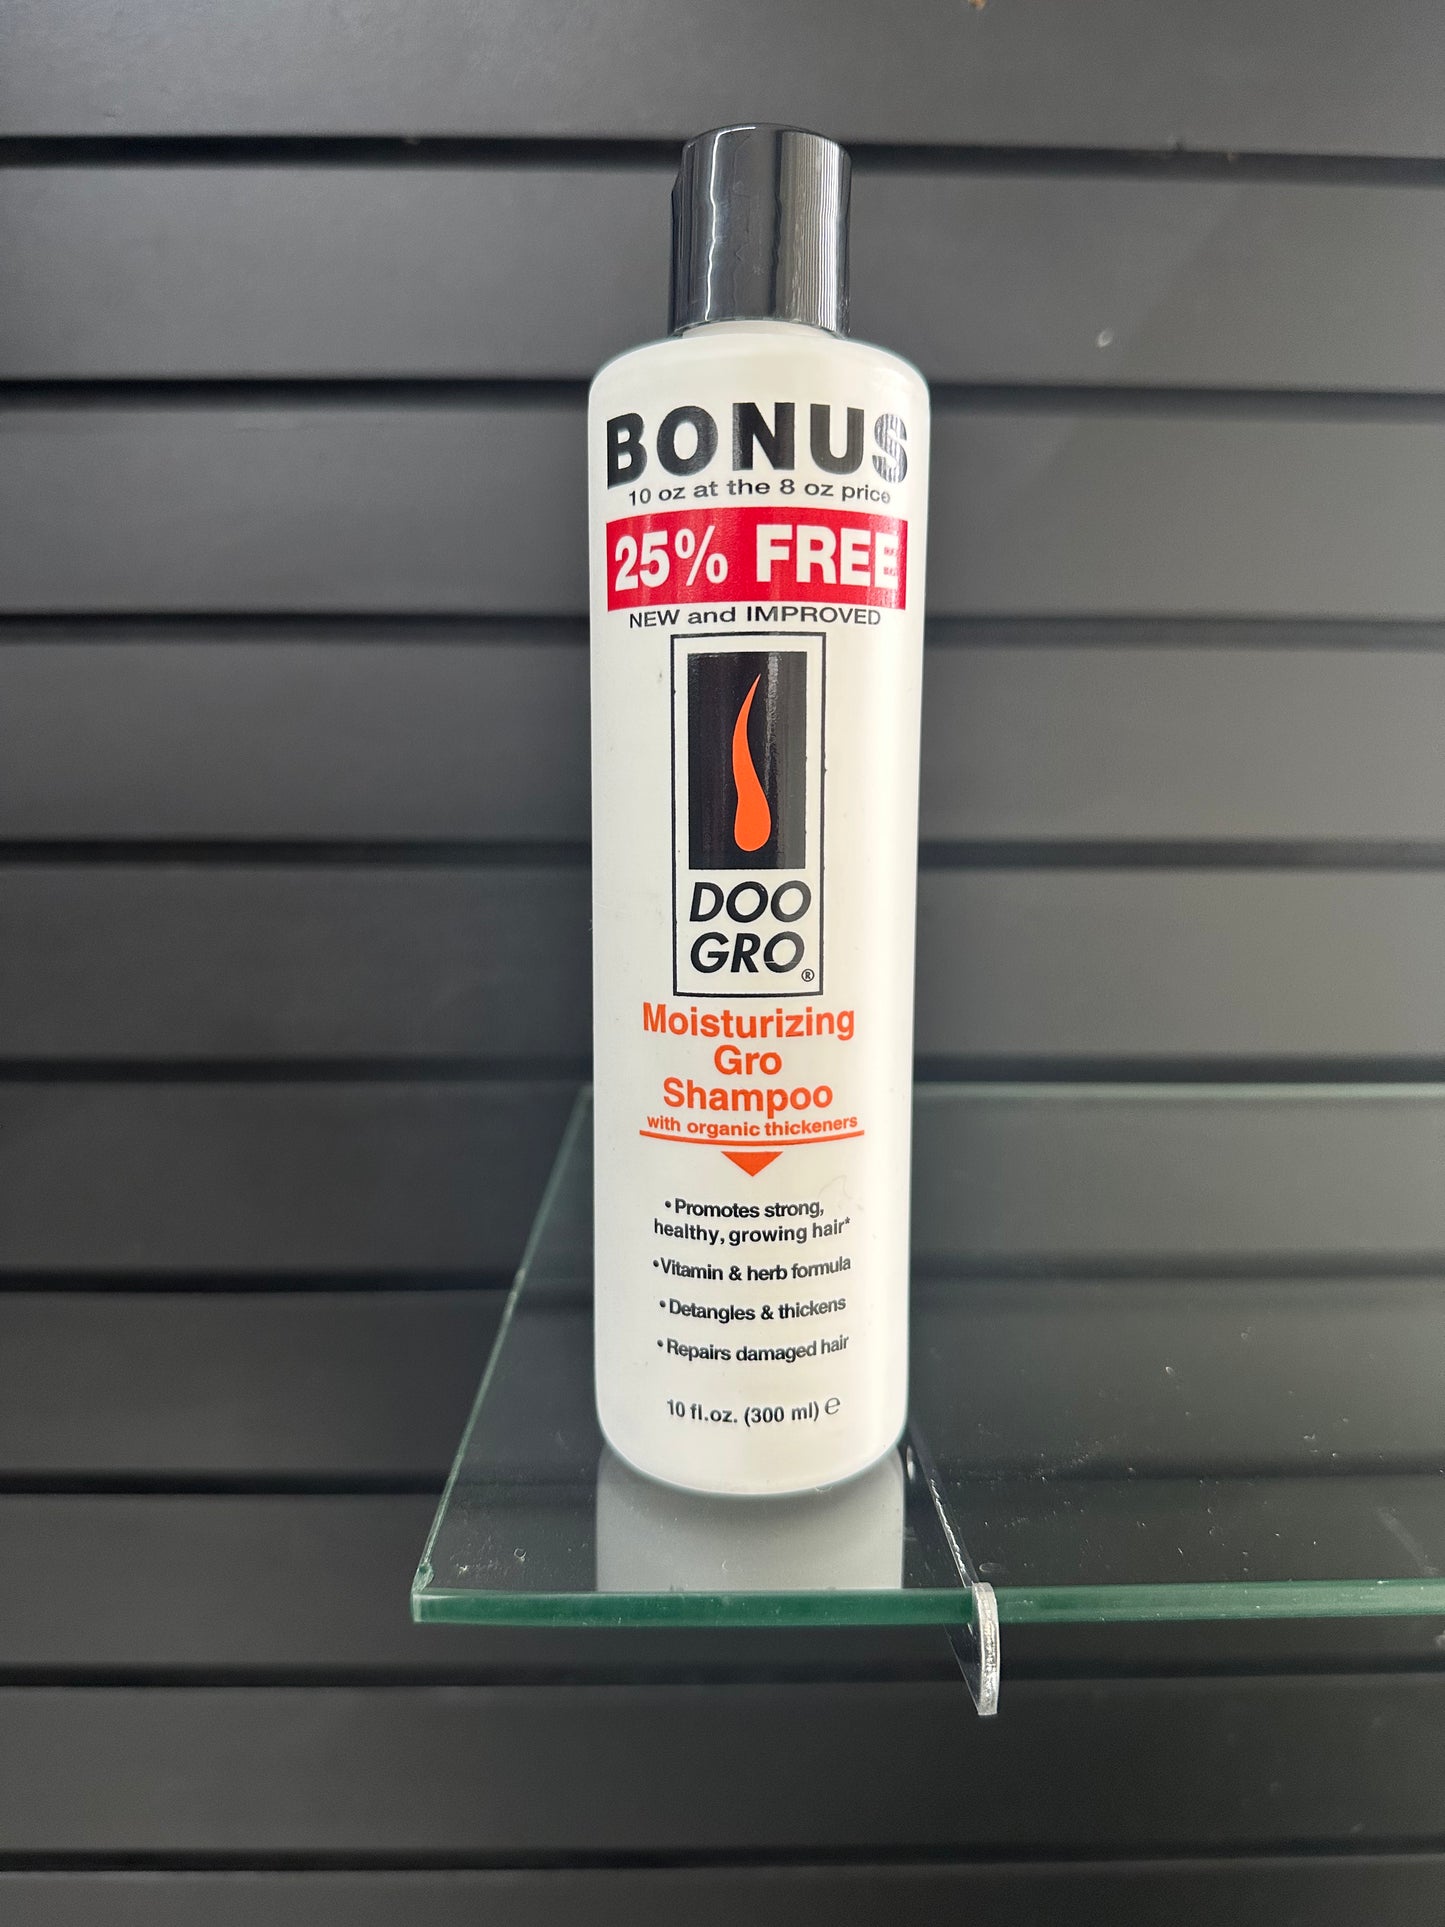 BONUS
10 oz at the 8 oz price
25% FREE
NEW and IMPROVED
DOO
GRO®
Moisturizing
Gro
Shampoo
with organic thickeners
• Promotes strong,
healthy, growing hair*
• Vitamin & herb formula
• Detangles & thickens
• Repairs damaged hair
10 fl.oz. (300 ml) ℮